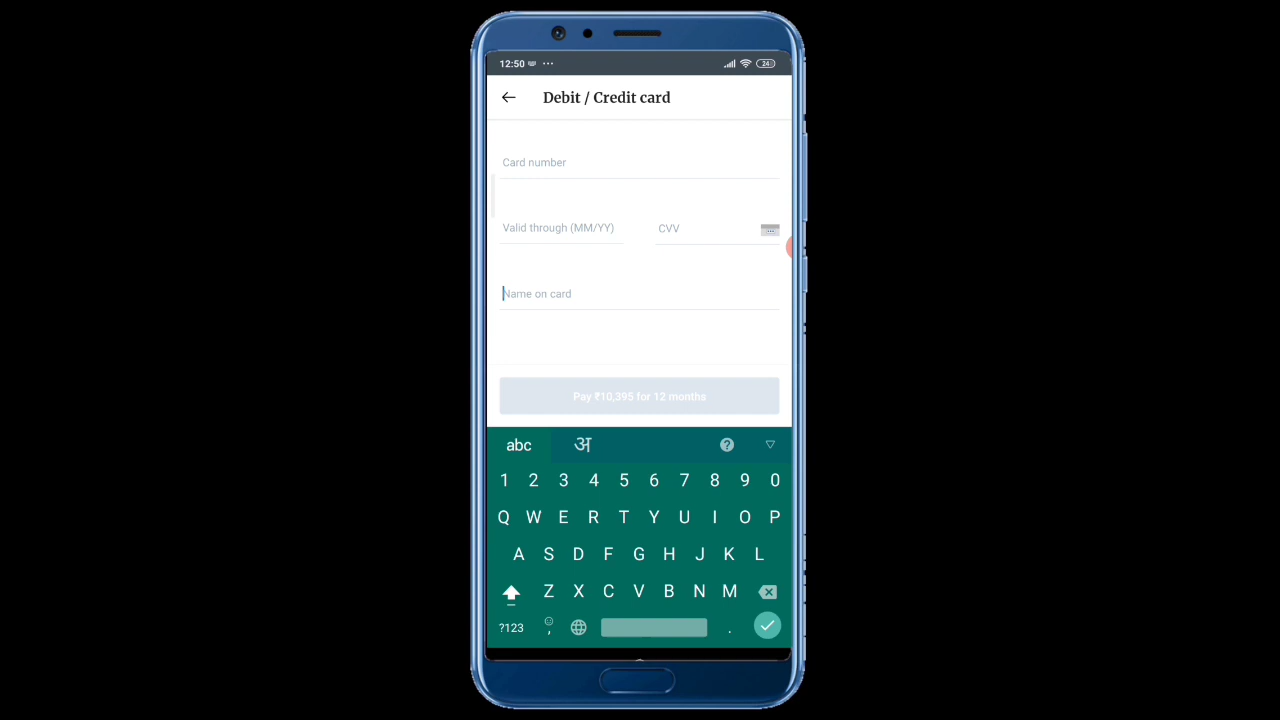 12:50 ...
24
Debit / Credit card
Card number
Valid through (MM/YY)
CVV
Name on card
Pay ₹10,395 for 12 months
abc अ ?
1 2 3 4 5 6 7 8 9 0
Q W E R T Y U I O P
A S D F G H J K L
Z X C V B N M
?123 , .